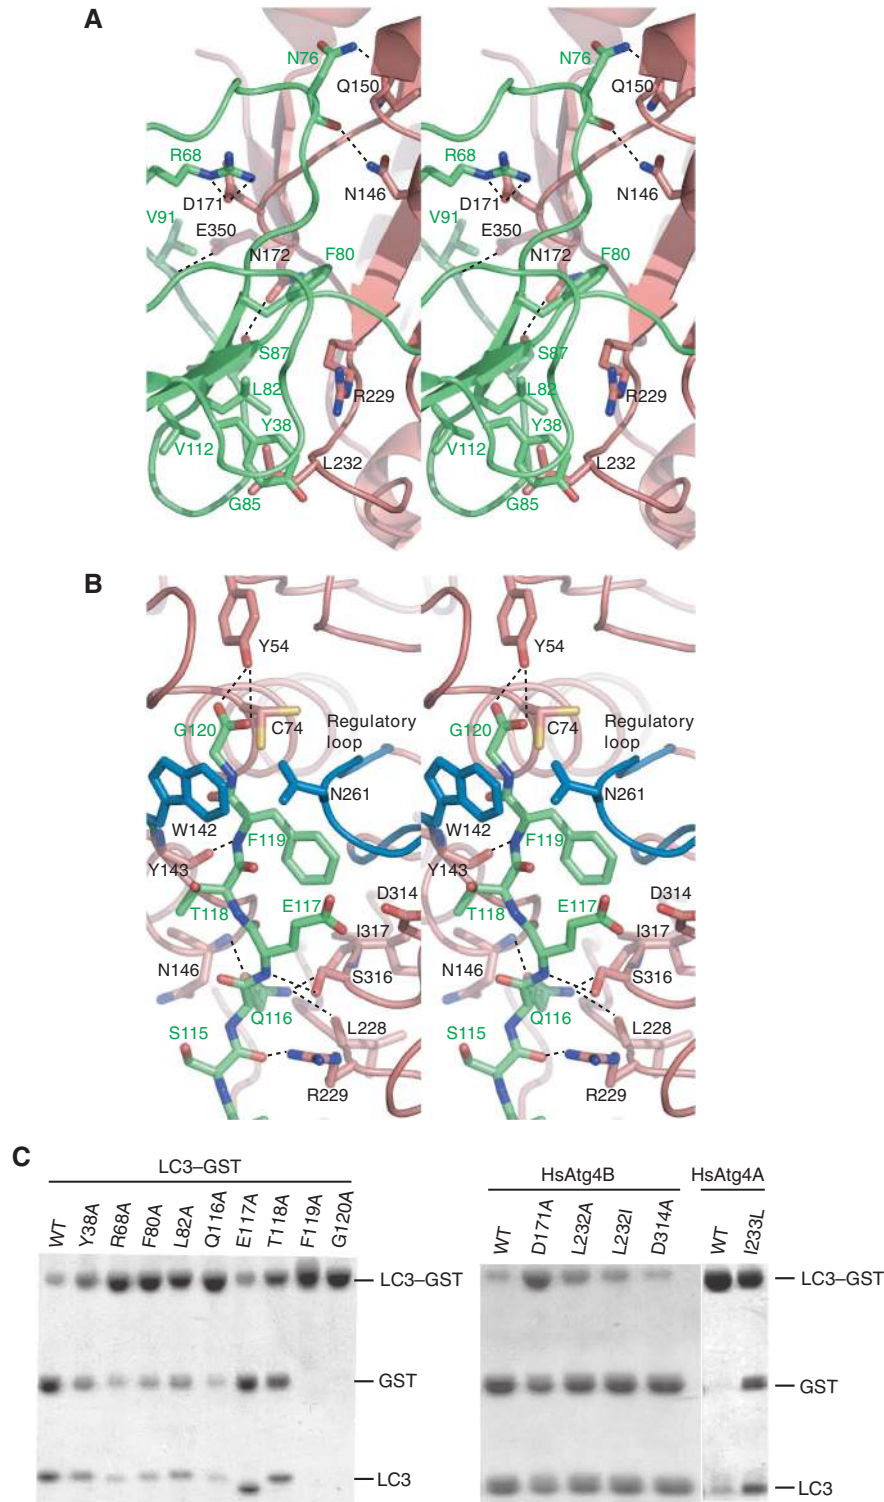 A
N76 N76
Q150 Q150
R68 R68
D171 N146 D171 N146
V91 V91
E350 E350
N172 F80 N172 F80
S87 S87
L82 R229 L82 R229
Y38 Y38
V112 V112
L232 L232
G85 G85
B
Y54 Y54
G120 C74 Regulatory loop G120 C74 Regulatory loop
N261 N261
W142 W142
F119 F119
Y143 Y143
T118 E117 D314 T118 E117 D314
I317 I317
N146 S316 N146 S316
Q116 Q116
S115 L228 S115 L228
R229 R229
C
LC3–GST
WT Y38A R68A F80A L82A Q116A E117A T118A F119A G120A
LC3–GST
GST
LC3
HsAtg4B HsAtg4A
WT D171A L232A L232I D314A WT I233L
LC3–GST
GST
LC3